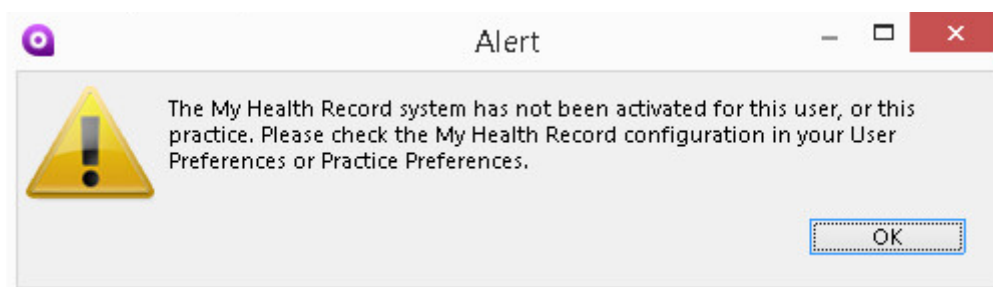 Alert
The My Health Record system has not been activated for this user, or this
practice. Please check the My Health Record configuration in your User
Preferences or Practice Preferences.
OK